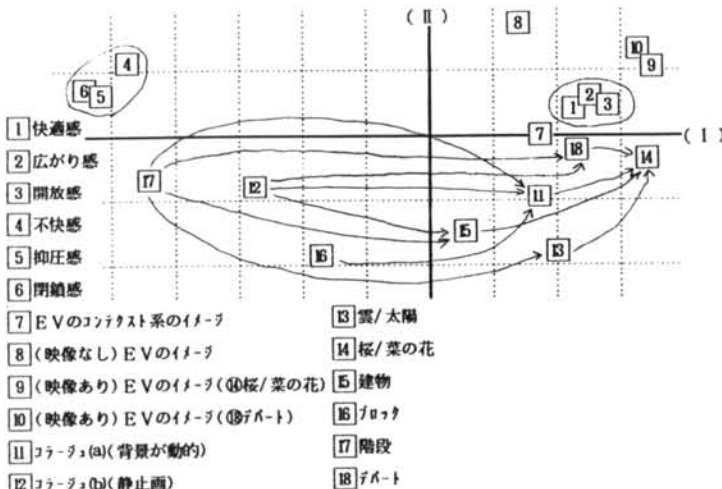 (Ⅱ)
8
10
9
4
6
5
2
1
3
7
(Ⅰ)
18
14
17
12
11
15
16
13
1 快適感
2 広がり感
3 開放感
4 不快感
5 抑圧感
6 閉鎖感
7 EVのコンテクスト系のイメージ
8 (映像なし)EVのイメージ
9 (映像あり)EVのイメージ(⑭桜/菜の花)
10 (映像あり)EVのイメージ(⑱デパート)
11 コラージュ(a)(背景が動的)
12 コラージュ(b)(静止画)
13 雲/太陽
14 桜/菜の花
15 建物
16 ブロック
17 階段
18 デパート